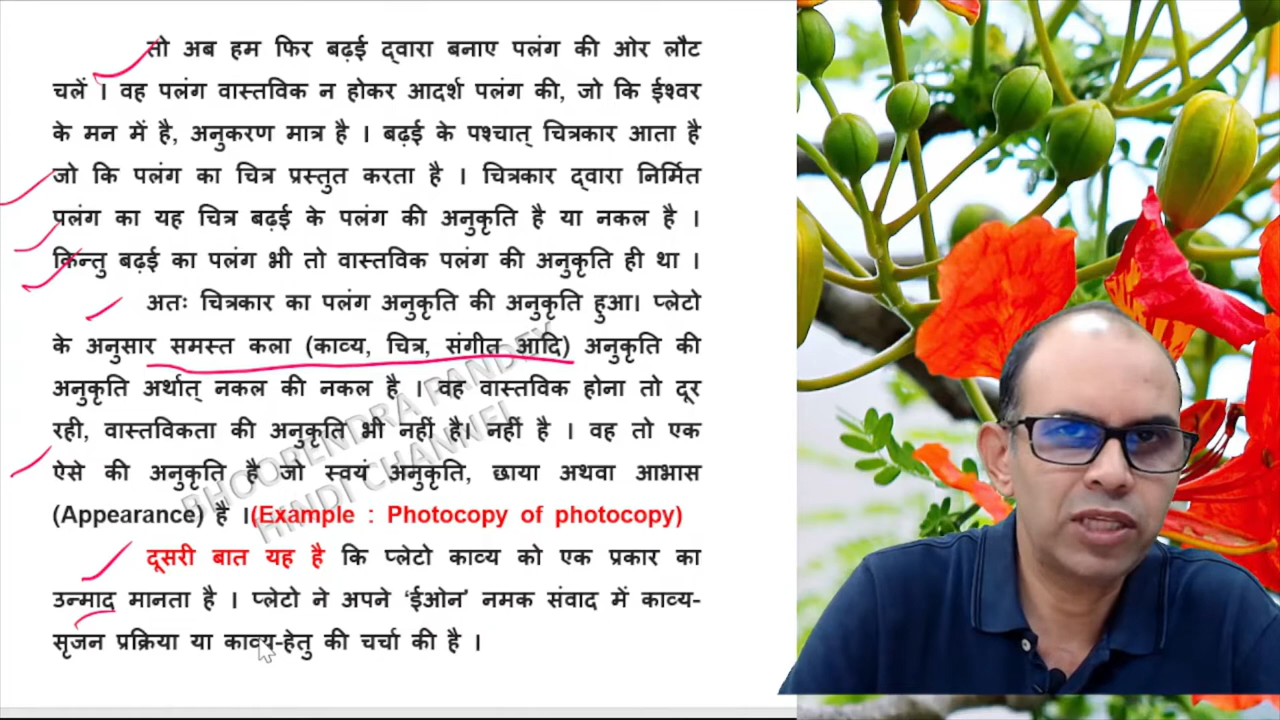 तो अब हम फिर बढ़ई द्वारा बनाए पलंग की ओर लौट
चलें । वह पलंग वास्तविक न होकर आदर्श पलंग की, जो कि ईश्वर
के मन में है, अनुकरण मात्र है । बढ़ई के पश्चात् चित्रकार आता है
जो कि पलंग का चित्र प्रस्तुत करता है । चित्रकार द्वारा निर्मित
पलंग का यह चित्र बढ़ई के पलंग की अनुकृति है या नकल है ।
किन्तु बढ़ई का पलंग भी तो वास्तविक पलंग की अनुकृति ही था ।
अतः चित्रकार का पलंग अनुकृति की अनुकृति हुआ। प्लेटो
के अनुसार समस्त कला (काव्य, चित्र, संगीत आदि) अनुकृति की
अनुकृति अर्थात् नकल की नकल है । वह वास्तविक होना तो दूर
रही, वास्तविकता की अनुकृति भी नहीं है। नहीं है । वह तो एक
ऐसे की अनुकृति है जो स्वयं अनुकृति, छाया अथवा आभास
(Appearance) है ।(Example : Photocopy of photocopy)
दूसरी बात यह है कि प्लेटो काव्य को एक प्रकार का
उन्माद मानता है । प्लेटो ने अपने ‘ईओन’ नमक संवाद में काव्य-
सृजन प्रक्रिया या काव्य-हेतु की चर्चा की है ।
BHOOPENDRA PANDEY
HINDI CHANNEL